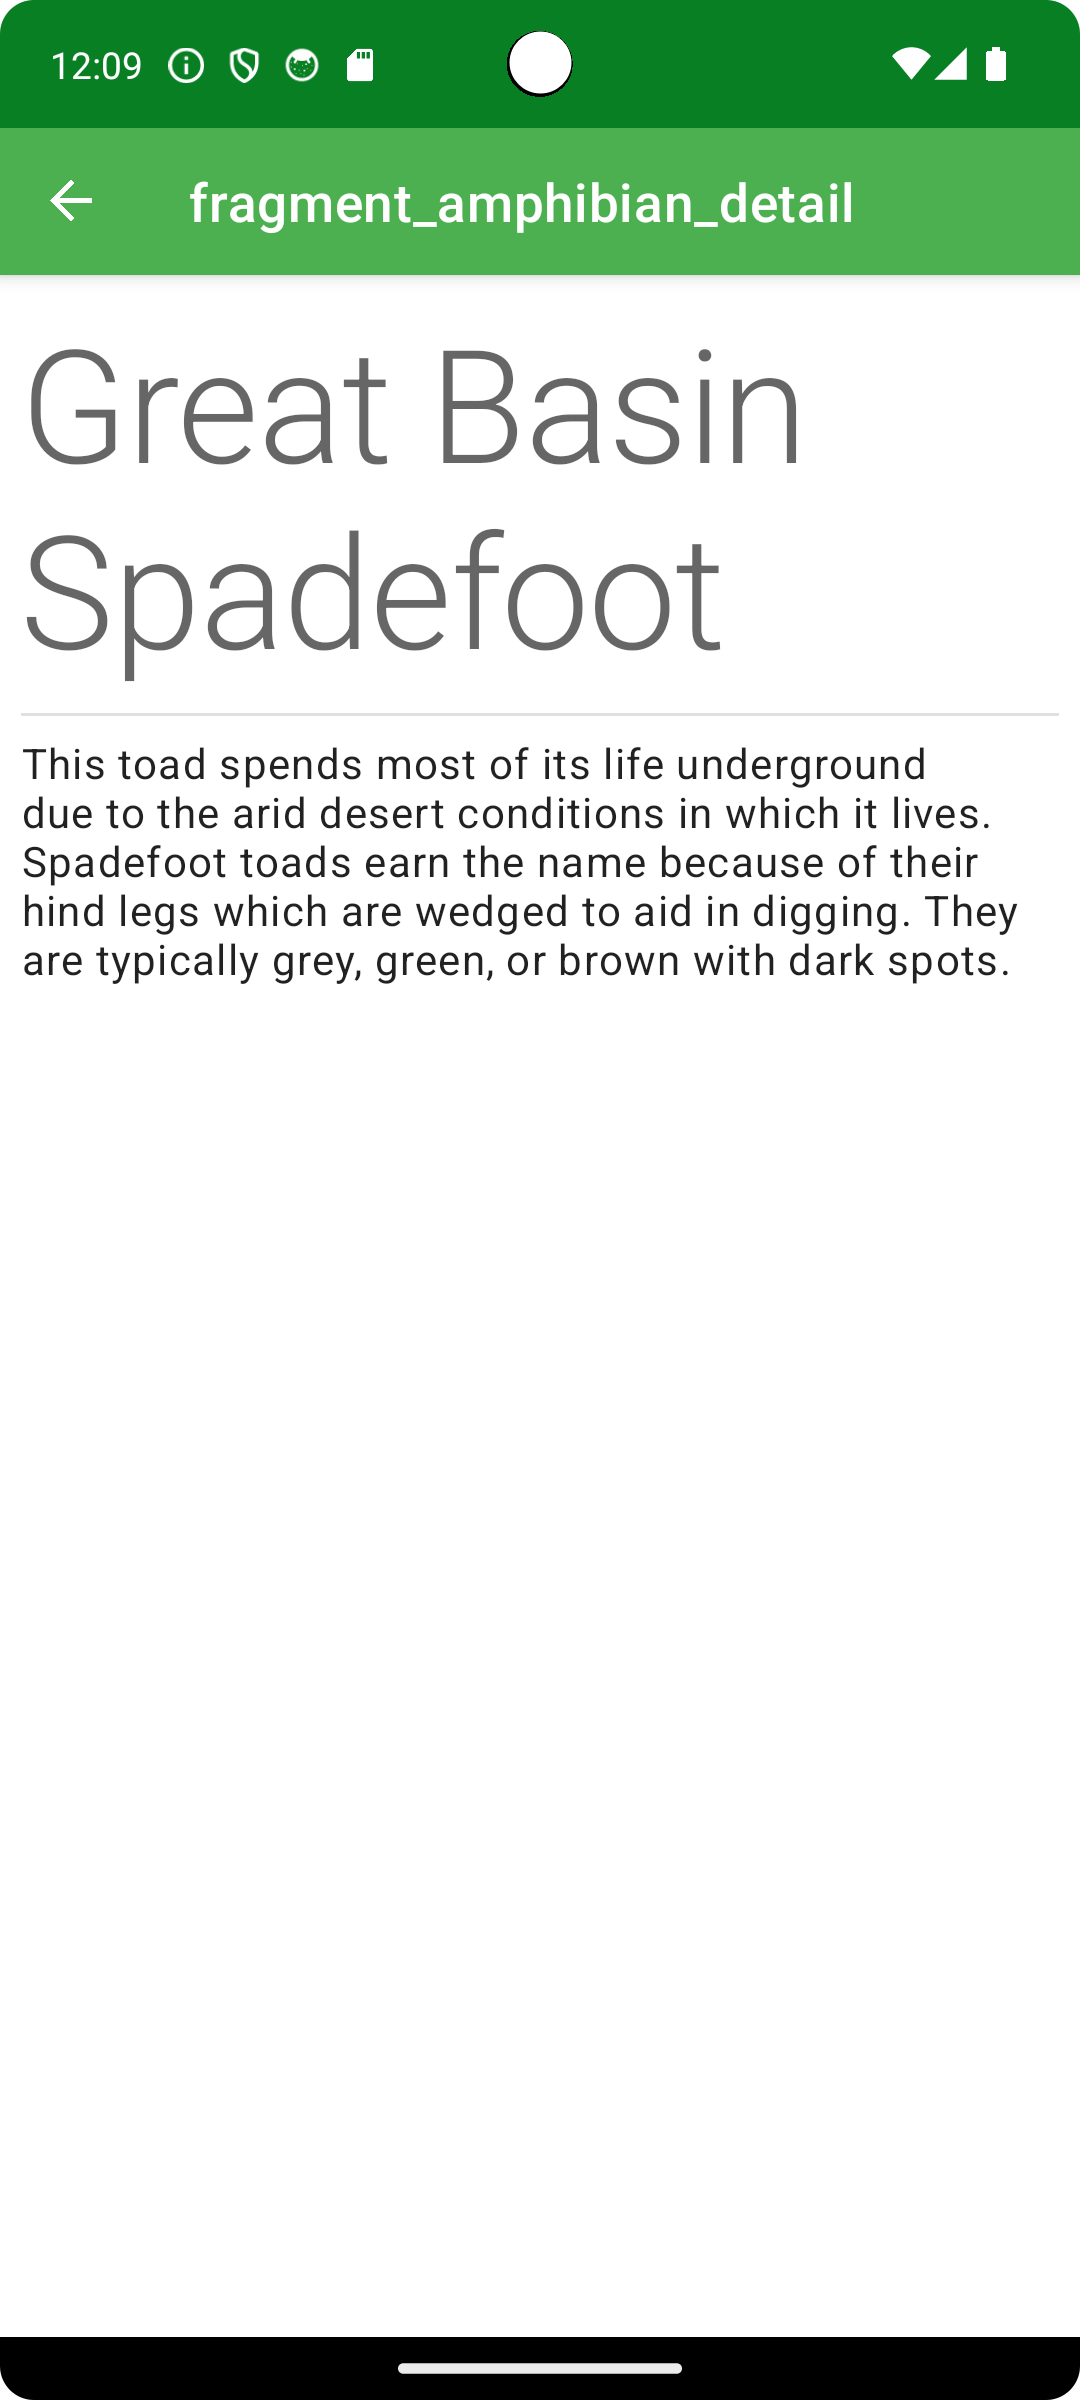 12:09
fragment_amphibian_detail
Great Basin
Spadefoot
This toad spends most of its life underground
due to the arid desert conditions in which it lives.
Spadefoot toads earn the name because of their
hind legs which are wedged to aid in digging. They
are typically grey, green, or brown with dark spots.